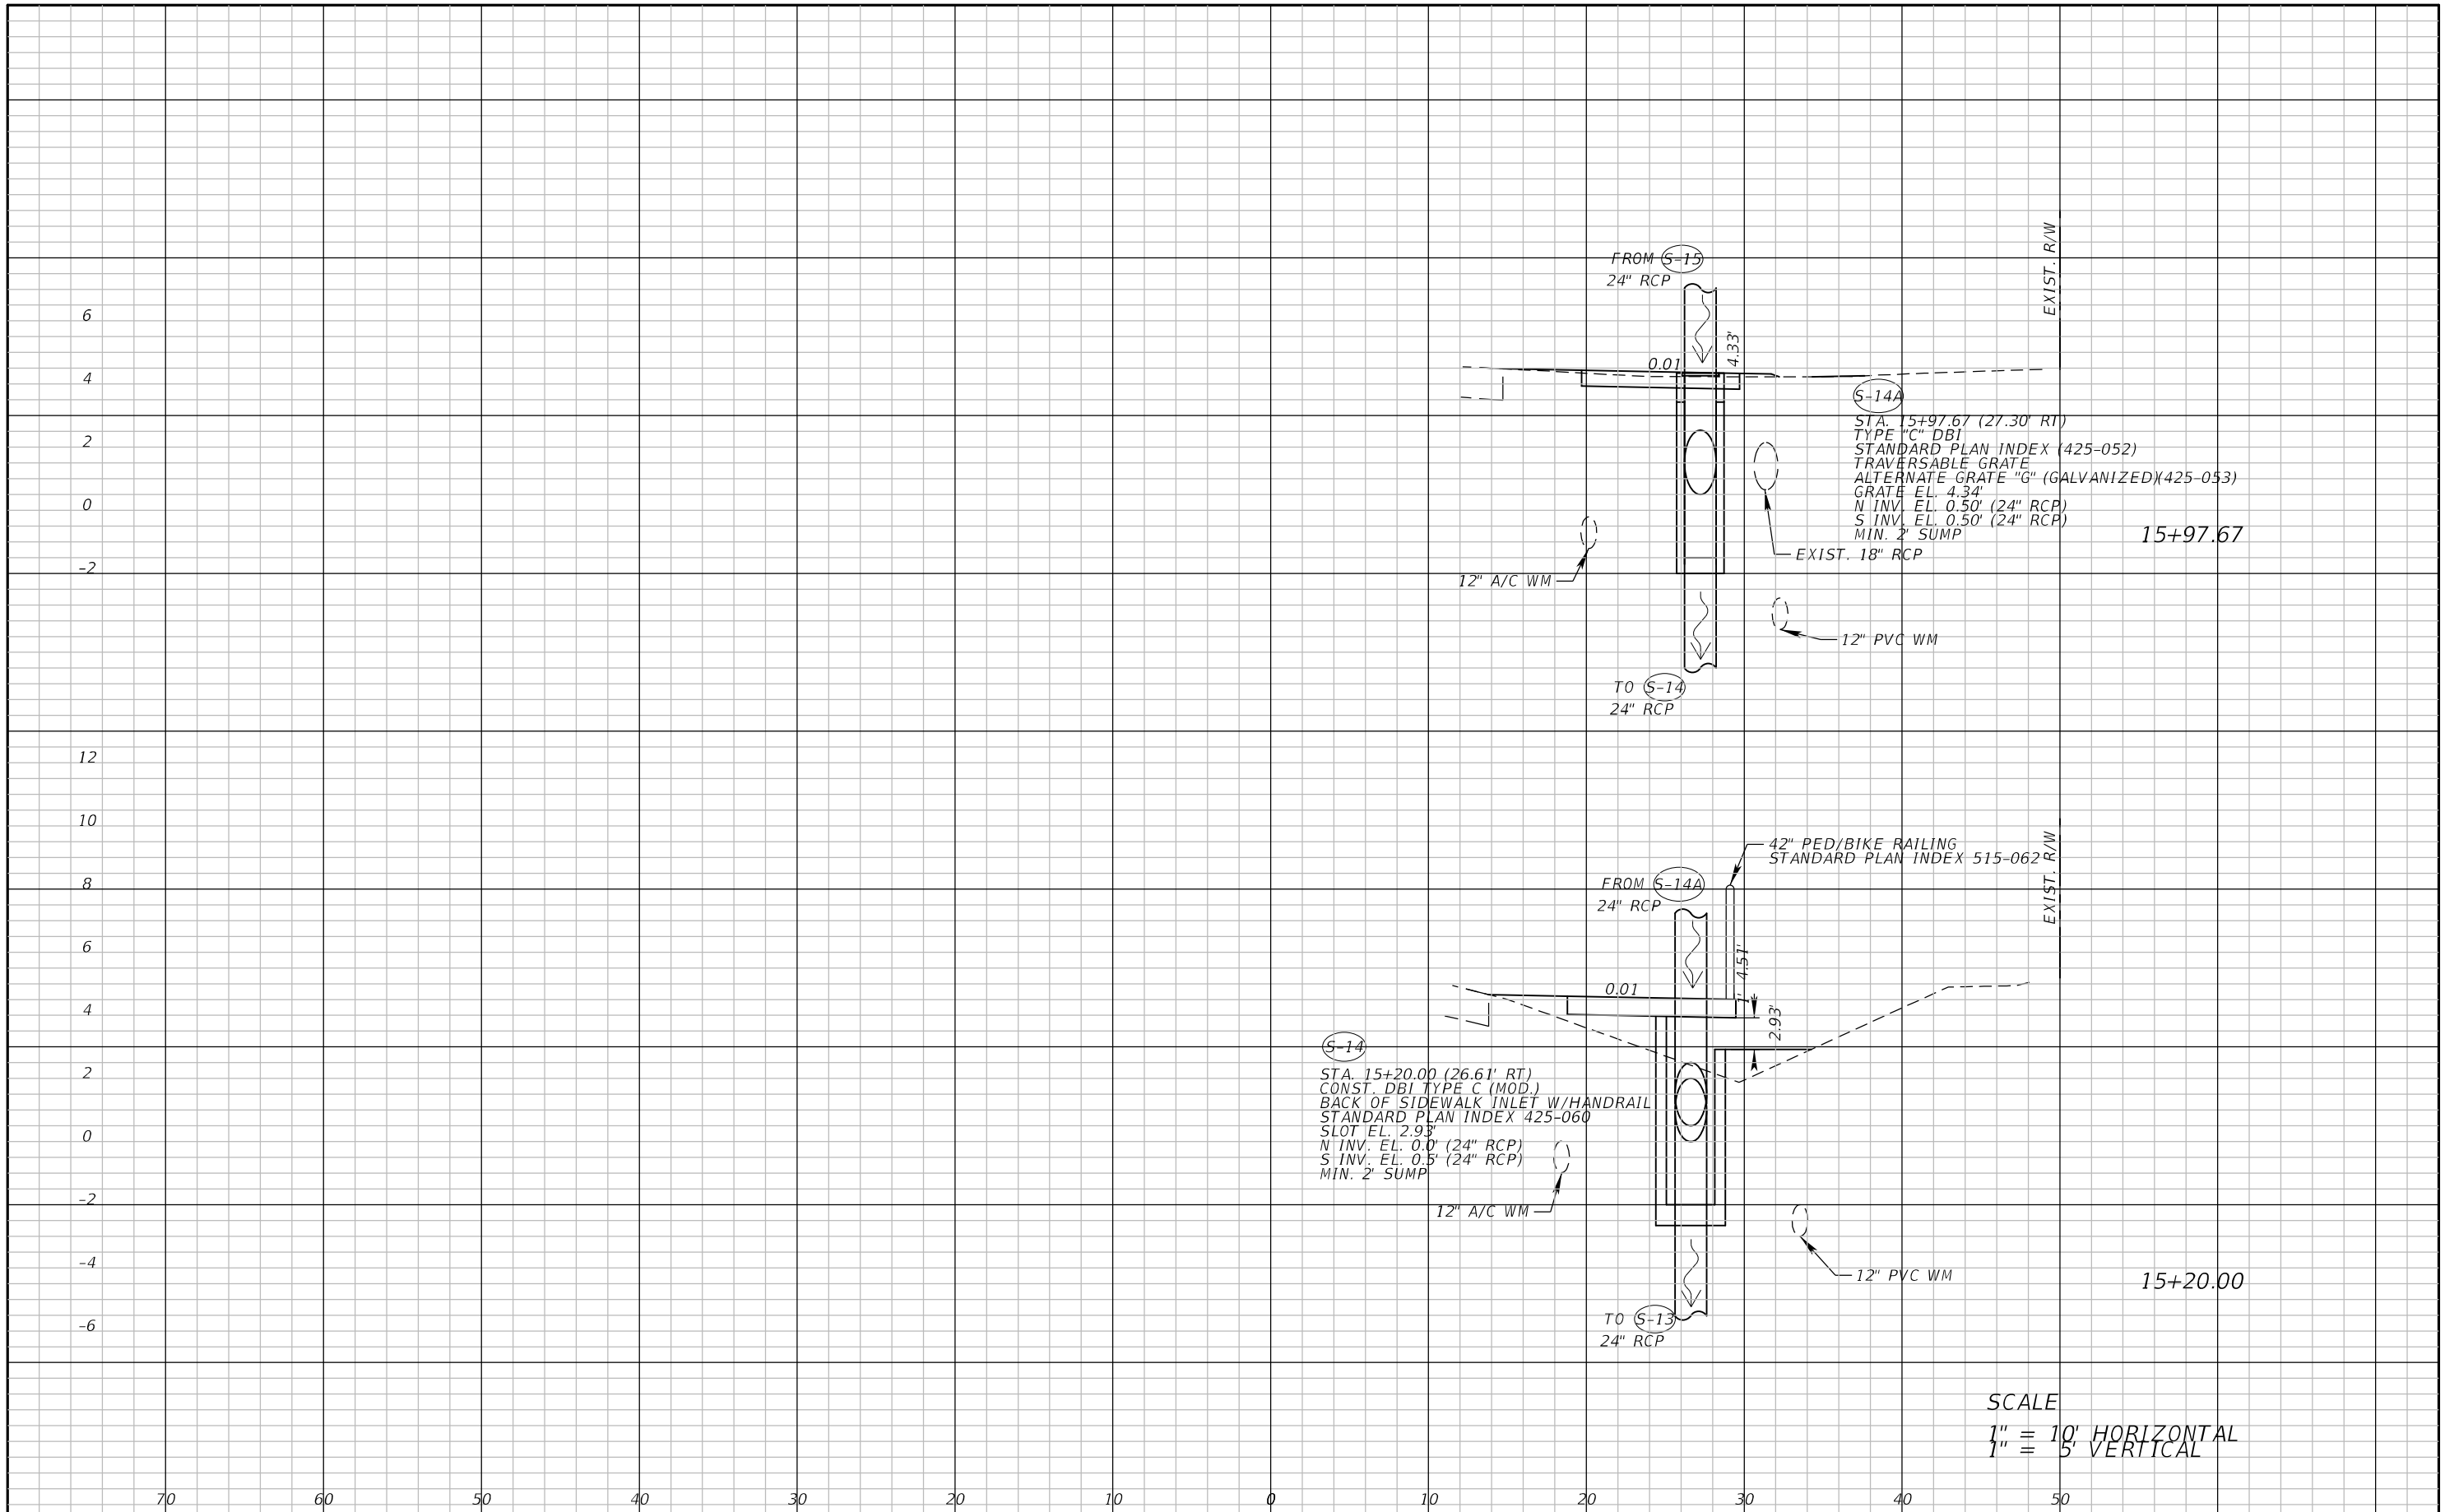 EXIST. R/W
FROM S-15
24" RCP
6
4.33'
0.01
4
S-14A
STA. 15+97.67 (27.30' RT)
TYPE "C" DBI
STANDARD PLAN INDEX (425-052)
TRAVERSABLE GRATE
ALTERNATE GRATE "G" (GALVANIZED)(425-053)
GRATE EL. 4.34'
N INV. EL. 0.50' (24" RCP)
S INV. EL. 0.50' (24" RCP)
MIN. 2' SUMP
2
0
15+97.67
EXIST. 18" RCP
-2
12" A/C WM
12" PVC WM
TO S-14
24" RCP
12
10
42" PED/BIKE RAILING
STANDARD PLAN INDEX 515-062
EXIST. R/W
8
FROM S-14A
24" RCP
6
4.51'
0.01
1'
4
2.93'
S-14
STA. 15+20.00 (26.61' RT)
CONST. DBI TYPE C (MOD.)
BACK OF SIDEWALK INLET W/HANDRAIL
STANDARD PLAN INDEX 425-060
SLOT EL. 2.93'
N INV. EL. 0.0' (24" RCP)
S INV. EL. 0.5' (24" RCP)
MIN. 2' SUMP
2
0
-2
12" A/C WM
-4
12" PVC WM
15+20.00
-6
TO S-13
24" RCP
SCALE
1" = 10' HORIZONTAL
1" = 5' VERTICAL
70 60 50 40 30 20 10 0 10 20 30 40 50